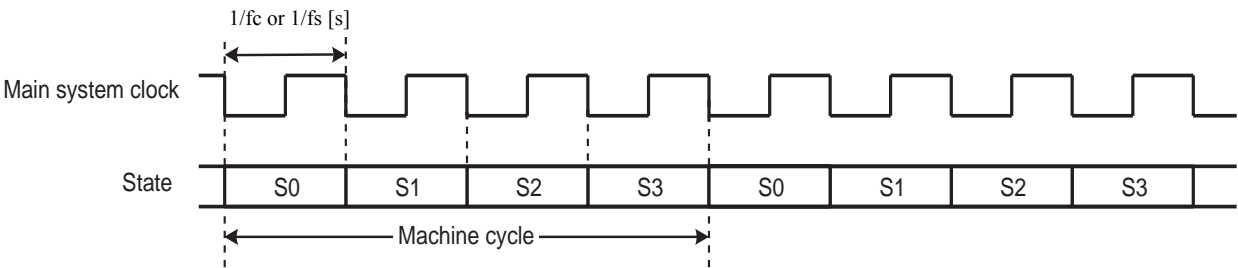 1/fc or 1/fs [s]
Main system clock
State S0 S1 S2 S3 S0 S1 S2 S3
Machine cycle